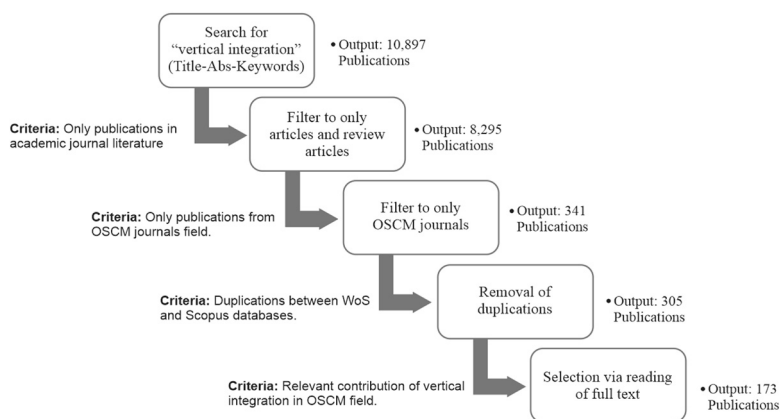 Search for
"vertical integration"
(Title-Abs-Keywords)
• Output: 10,897
Publications
Criteria: Only publications in
academic journal literature
Filter to only
articles and review
articles
• Output: 8,295
Publications
Criteria: Only publications from
OSCM journals field.
Filter to only
OSCM journals
• Output: 341
Publications
Criteria: Duplications between WoS
and Scopus databases.
Removal of
duplications
• Output: 305
Publications
Criteria: Relevant contribution of vertical
integration in OSCM field.
Selection via reading
of full text
• Output: 173
Publications